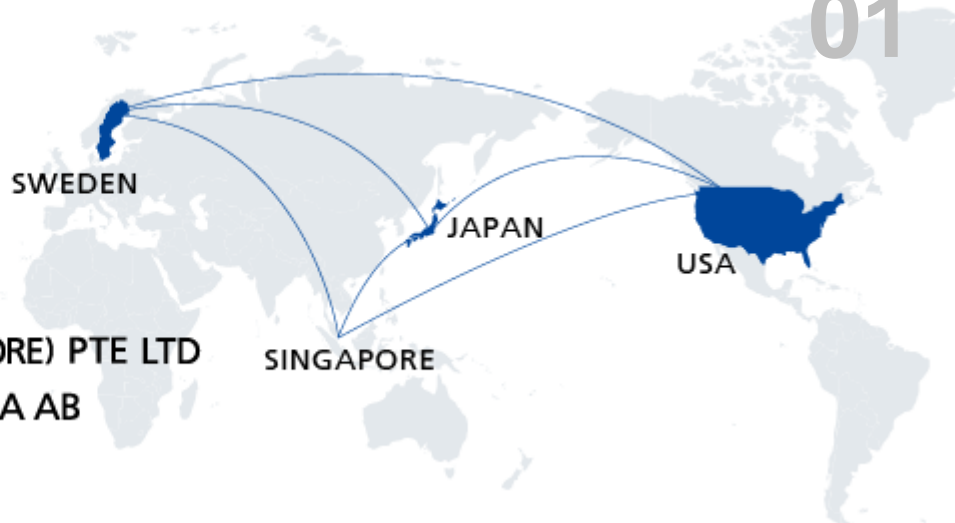 01
SWEDEN
JAPAN
USA
ORE) PTE LTD
SINGAPORE
A AB